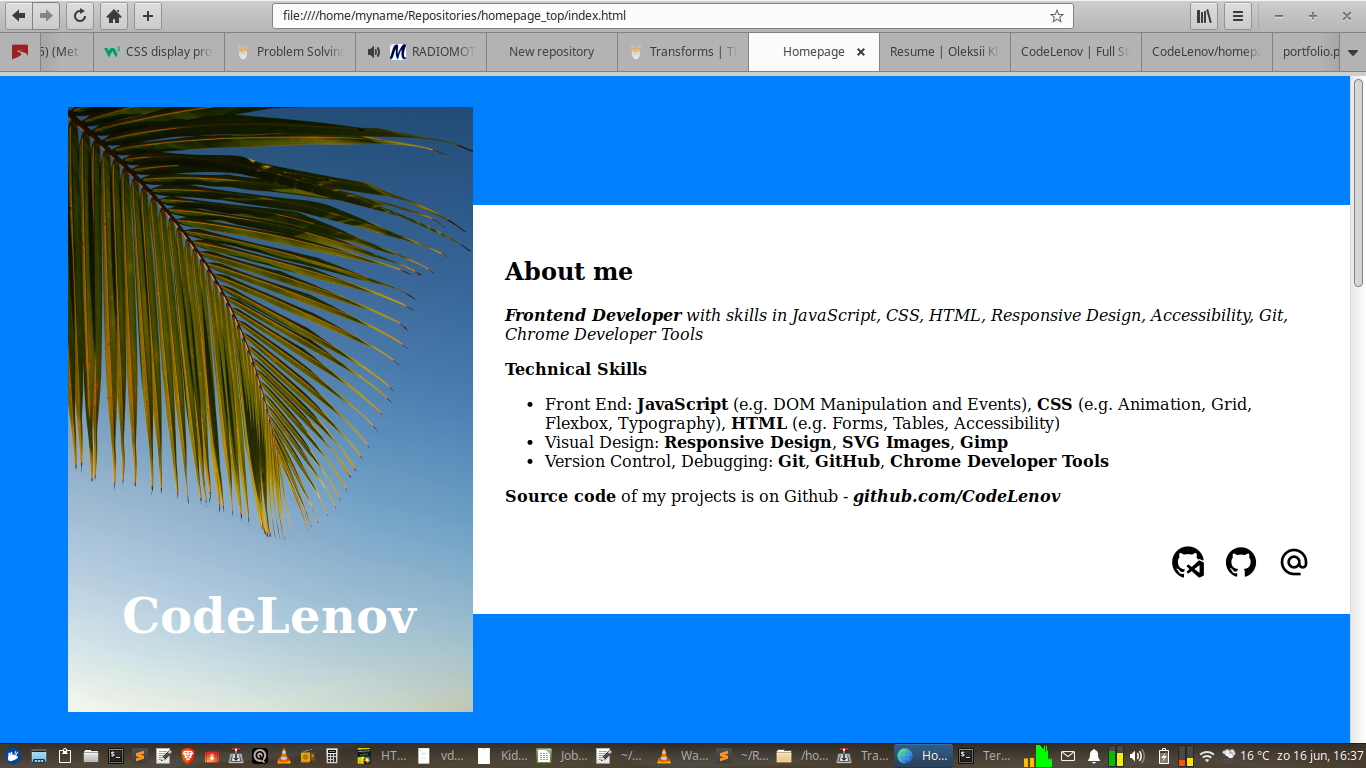 file:////home/myname/Repositories/homepage_top/index.html
5) (Met
CSS display pro
Problem Solving
RADIOMOT
New repository
Transforms | T
Homepage
Resume | Oleksii K
CodeLenov | Full St
CodeLenov/homepa
portfolio.p
About me
Frontend Developer with skills in JavaScript, CSS, HTML, Responsive Design, Accessibility, Git,
Chrome Developer Tools
Technical Skills
• Front End: JavaScript (e.g. DOM Manipulation and Events), CSS (e.g. Animation, Grid,
Flexbox, Typography), HTML (e.g. Forms, Tables, Accessibility)
• Visual Design: Responsive Design, SVG Images, Gimp
• Version Control, Debugging: Git, GitHub, Chrome Developer Tools
Source code of my projects is on Github - github.com/CodeLenov
CodeLenov
HT...
vd...
Kid...
Job...
~/...
Wa...
~/R...
/ho...
Tra...
Ho...
Ter...
16 °C
zo 16 jun, 16:37